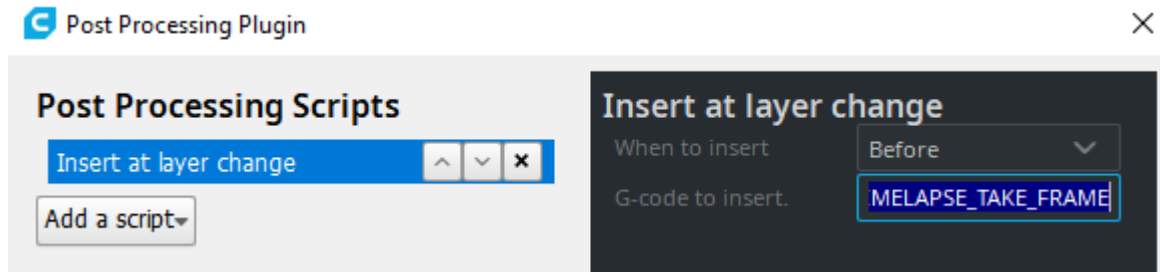 Post Processing Plugin
Post Processing Scripts
Insert at layer change
Add a script
Insert at layer change
When to insert
Before
G-code to insert.
MELAPSE_TAKE_FRAME